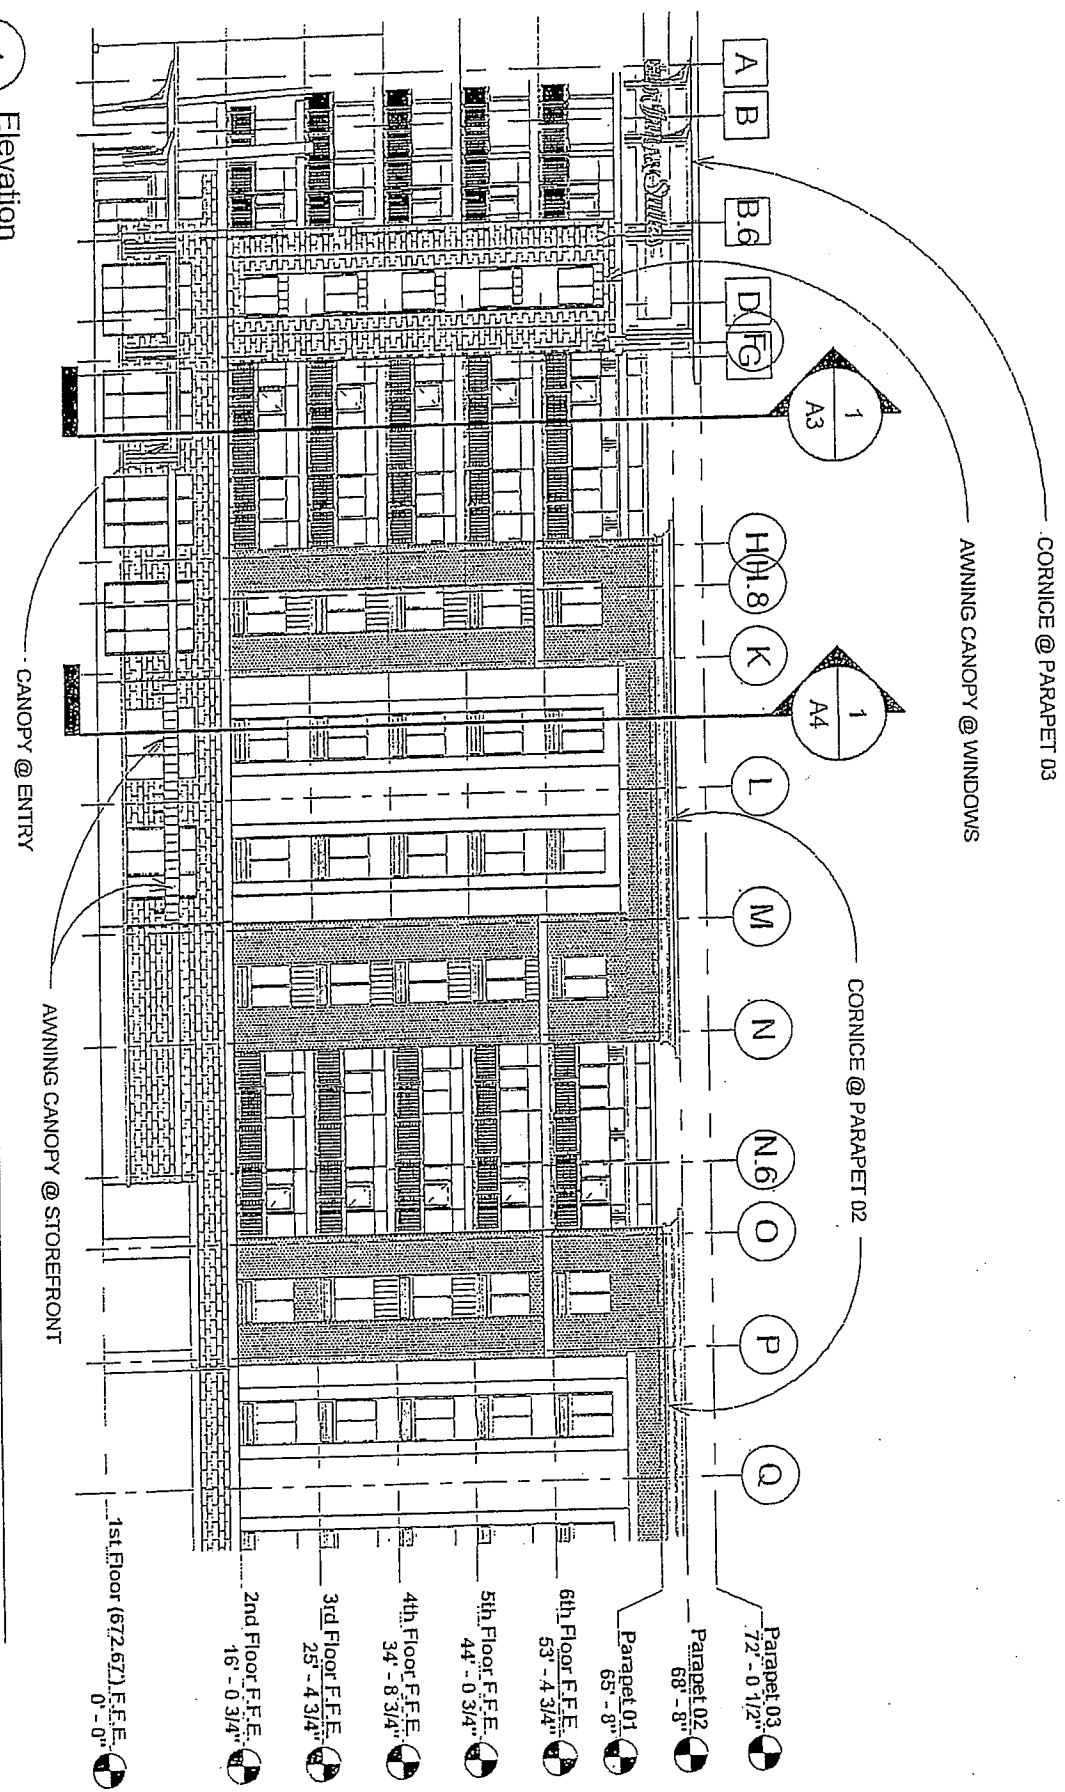 CORNICE @ PARAPET 03
AWNING CANOPY @ WINDOWS
CORNICE @ PARAPET 02
A
B
B.6
D
F
G
H
H.8
K
L
M
N
N.6
O
P
Q
1
A3
1
A4
Parapet 03
72' - 0 1/2"
Parapet 02
68' - 8"
Parapet 01
65' - 8"
6th Floor F.F.E.
53' - 4 3/4"
5th Floor F.F.E.
44' - 0 3/4"
4th Floor F.F.E.
34' - 8 3/4"
3rd Floor F.F.E.
25' - 4 3/4"
2nd Floor F.F.E.
16' - 0 3/4"
1st Floor (672.67') F.F.E.
0' - 0"
CANOPY @ ENTRY
AWNING CANOPY @ STOREFRONT
Elevation